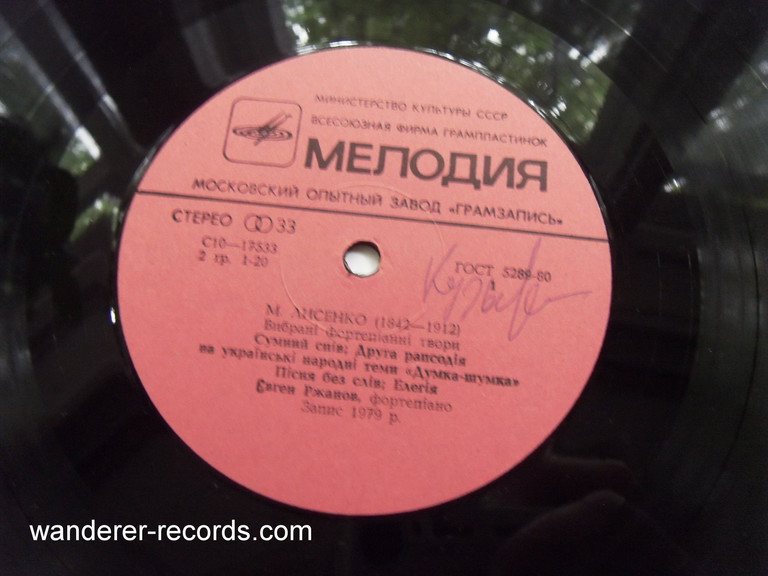 МИНИСТЕРСТВО КУЛЬТУРЫ СССР
ВСЕСОЮЗНАЯ ФИРМА ГРАМПЛАСТИНОК
МЕЛОДИЯ
МОСКОВСКИЙ ОПЫТНЫЙ ЗАВОД «ГРАМЗАПИСЬ»
СТЕРЕО 33
С10—17533
2 гр. 1-20
ГОСТ 5289-80
1
М. ЛИСЕНКО (1842—1912)
Вибрані фортепіанні твори
Сумний спів; Друга рапсодія
на українські народні теми «Думка-шумка»
Пісня без слів; Елегія
Євген Ржанов, фортепіано
Запис 1979 р.
wanderer-records.com